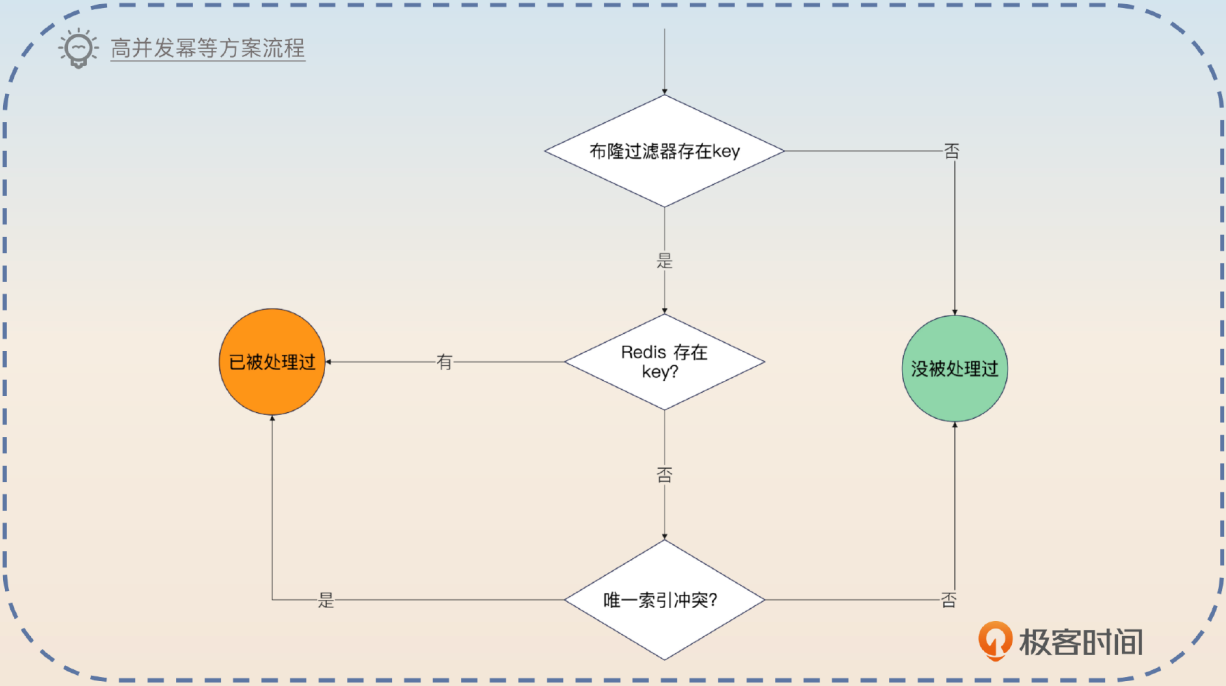 高并发幂等方案流程
布隆过滤器存在key
否
是
已被处理过
有
Redis 存在
key?
没被处理过
否
是
唯一索引冲突?
否
极客时间